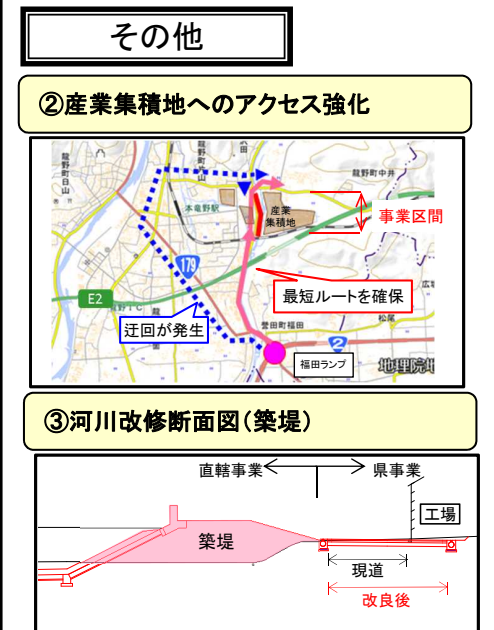 その他
②産業集積地へのアクセス強化
龍野町日山
龍野町中井
本竜野駅
産業
集積地
事業区間
179
E2
最短ルートを確保
迂回が発生
誉田町福田
松尾
2
福田ランプ
地理院地
③河川改修断面図(築堤)
直轄事業
県事業
工場
築堤
現道
改良後